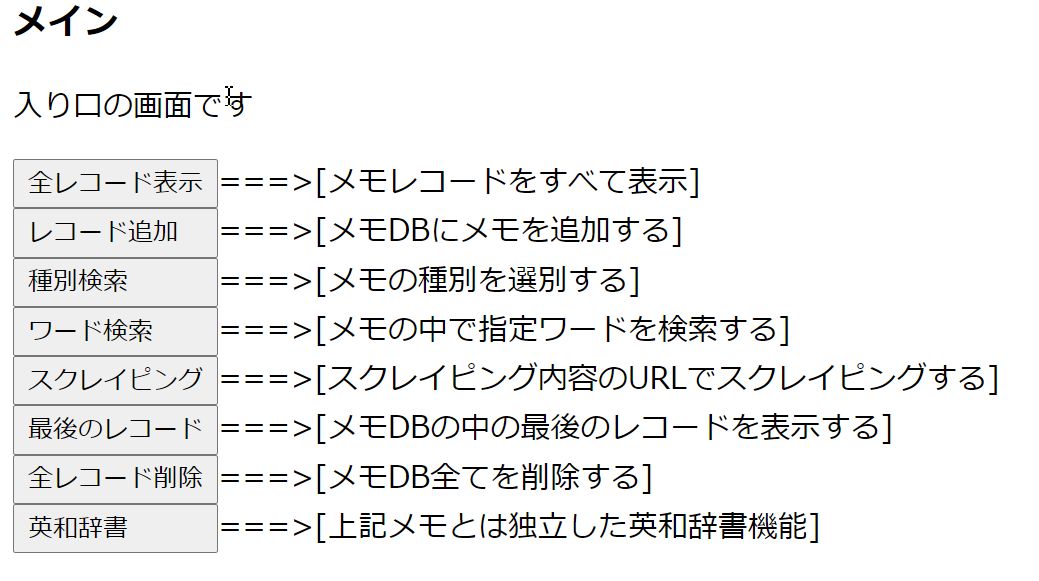 メイン
入り口の画面です
全レコード表示 ===>[メモレコードをすべて表示]
レコード追加 ===>[メモDBにメモを追加する]
種別検索 ===>[メモの種別を選別する]
ワード検索 ===>[メモの中で指定ワードを検索する]
スクレイピング ===>[スクレイピング内容のURLでスクレイピングする]
最後のレコード ===>[メモDBの中の最後のレコードを表示する]
全レコード削除 ===>[メモDB全てを削除する]
英和辞書 ===>[上記メモとは独立した英和辞書機能]